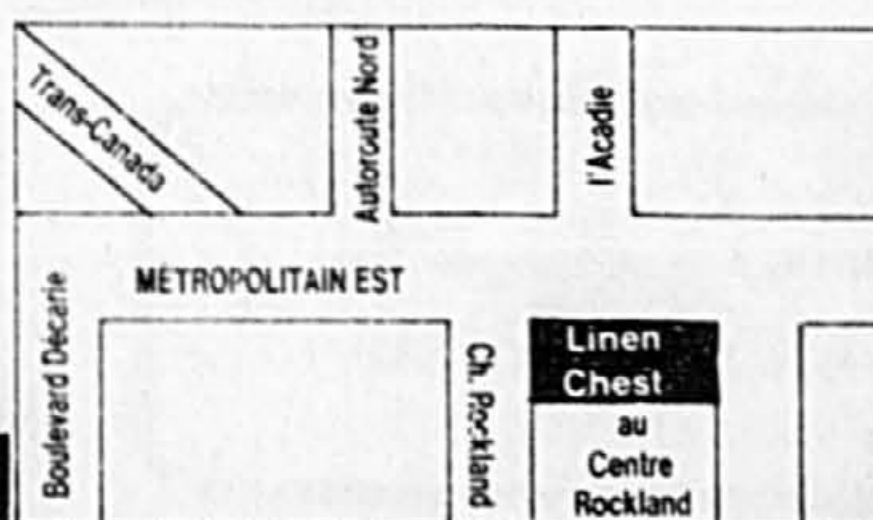 Trans-Canada
Autoroute Nord
l'Acadie
MÉTROPOLITAIN EST
Boulevard Décarie
Ch. Rockland
Linen
Chest
au
Centre
Rockland